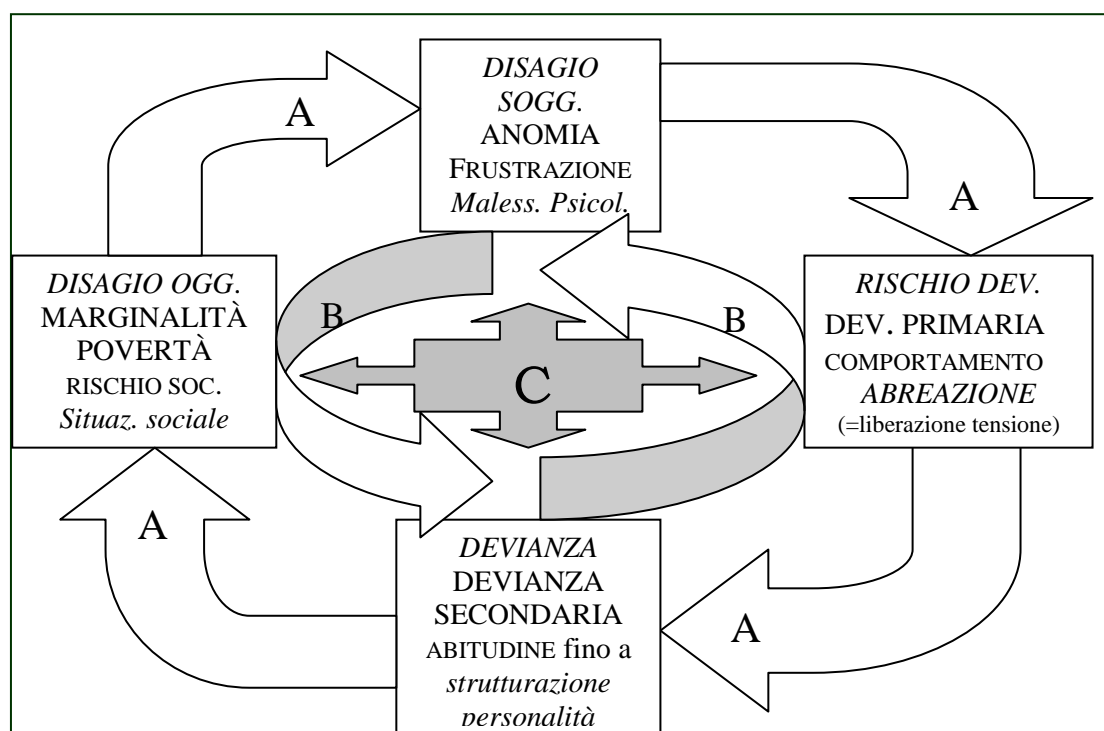 DISAGIO
SOGG.
ANOMIA
FRUSTRAZIONE
Maless. Psicol.
A
A
DISAGIO OGG.
MARGINALITÀ
POVERTÀ
RISCHIO SOC.
Situaz. sociale
B
C
B
RISCHIO DEV.
DEV. PRIMARIA
COMPORTAMENTO
ABREAZIONE
(=liberazione tensione)
A
A
DEVIANZA
DEVIANZA
SECONDARIA
ABITUDINE fino a
strutturazione
personalità